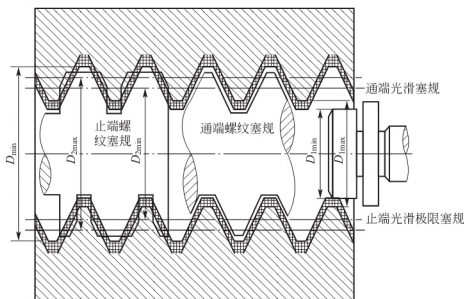 通端光滑塞规
止端螺
纹塞规
通端螺纹塞规
Dmin
D2max
D2min
D1min
D1max
止端光滑极限塞规